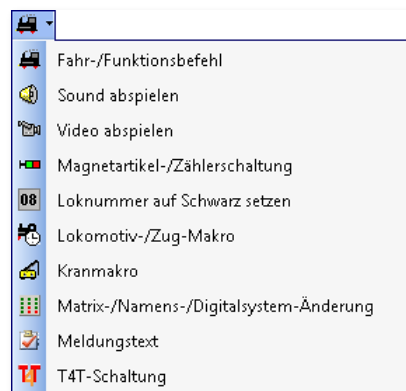 Fahr-/Funktionsbefehl
Sound abspielen
Video abspielen
Magnetartikel-/Zählerschaltung
08 Loknummer auf Schwarz setzen
Lokomotiv-/Zug-Makro
Kranmakro
Matrix-/Namens-/Digitalsystem-Änderung
Meldungstext
T4T T4T-Schaltung